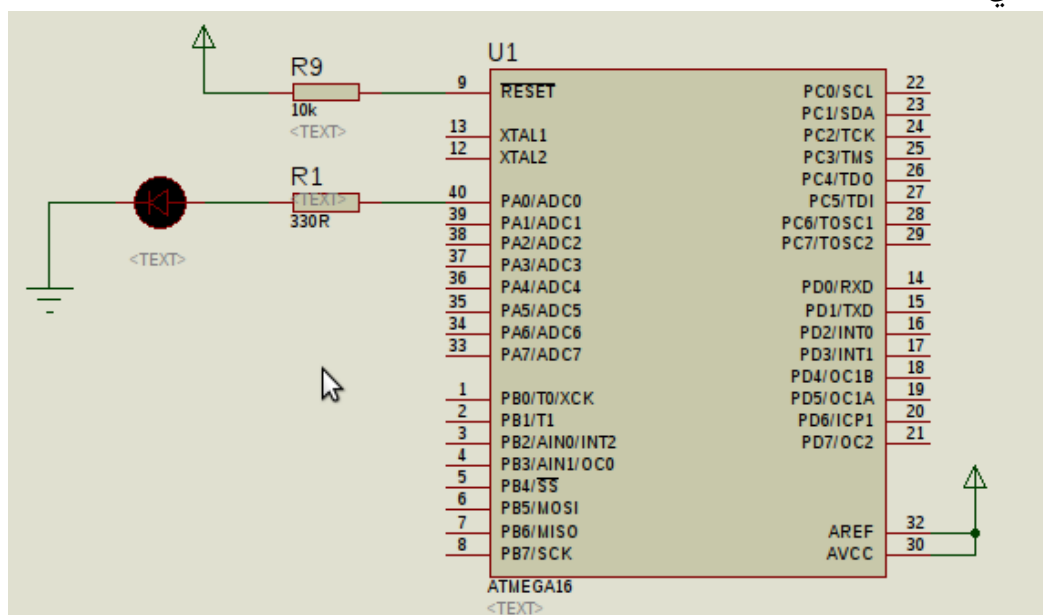 ي
U1
R9
10k
<TEXT>
R1
<TEXT>
330R
<TEXT>
9 RESET
13 XTAL1
12 XTAL2
40 PA0/ADC0
39 PA1/ADC1
38 PA2/ADC2
37 PA3/ADC3
36 PA4/ADC4
35 PA5/ADC5
34 PA6/ADC6
33 PA7/ADC7
1 PB0/T0/XCK
2 PB1/T1
3 PB2/AIN0/INT2
4 PB3/AIN1/OC0
5 PB4/SS
6 PB5/MOSI
7 PB6/MISO
8 PB7/SCK
PC0/SCL 22
PC1/SDA 23
PC2/TCK 24
PC3/TMS 25
PC4/TDO 26
PC5/TDI 27
PC6/TOSC1 28
PC7/TOSC2 29
PD0/RXD 14
PD1/TXD 15
PD2/INT0 16
PD3/INT1 17
PD4/OC1B 18
PD5/OC1A 19
PD6/ICP1 20
PD7/OC2 21
AREF 32
AVCC 30
ATMEGA16
<TEXT>